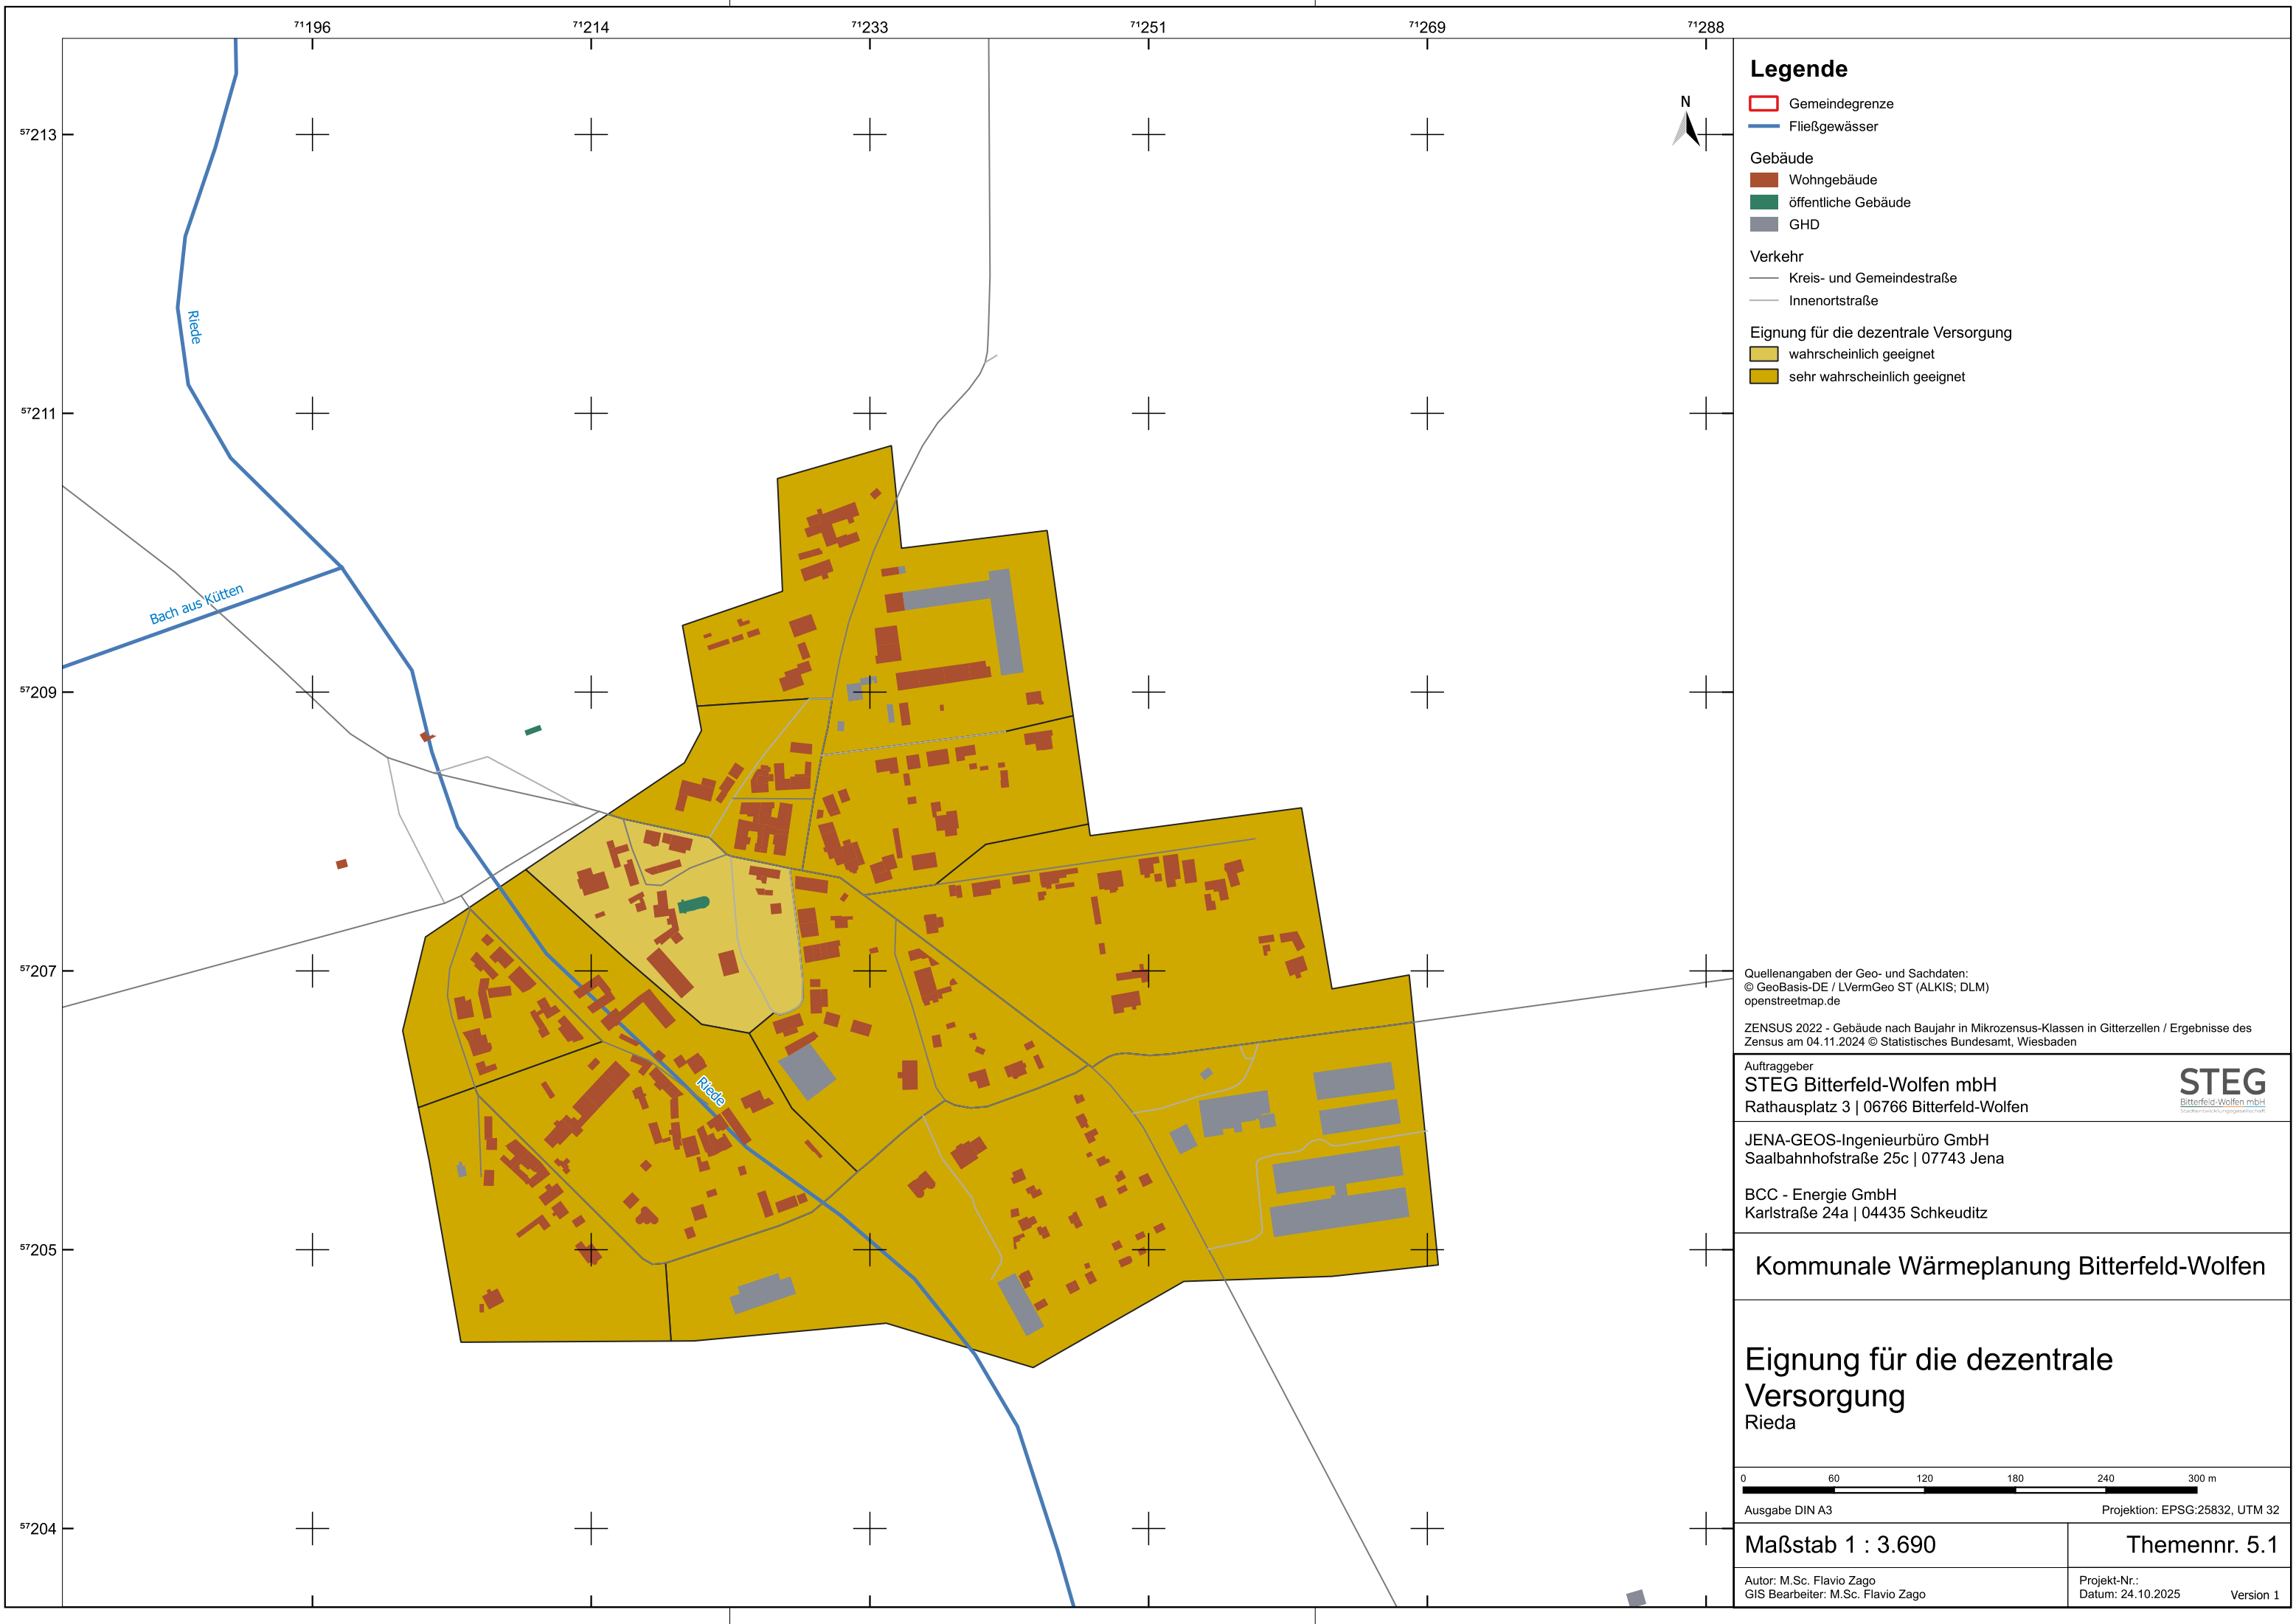 71196
71214
71233
71251
71269
71288
57213
57211
57209
57207
57205
57204
N
Riede
Bach aus Kütten
Riede
Legende
Gemeindegrenze
Fließgewässer
Gebäude
Wohngebäude
öffentliche Gebäude
GHD
Verkehr
Kreis- und Gemeindestraße
Innenortstraße
Eignung für die dezentrale Versorgung
wahrscheinlich geeignet
sehr wahrscheinlich geeignet
Quellenangaben der Geo- und Sachdaten:
© GeoBasis-DE / LVermGeo ST (ALKIS; DLM)
openstreetmap.de
ZENSUS 2022 - Gebäude nach Baujahr in Mikrozensus-Klassen in Gitterzellen / Ergebnisse des
Zensus am 04.11.2024 © Statistisches Bundesamt, Wiesbaden
Auftraggeber
STEG Bitterfeld-Wolfen mbH
Rathausplatz 3 | 06766 Bitterfeld-Wolfen
STEG
Bitterfeld-Wolfen mbH
Stadtentwicklungsgesellschaft
JENA-GEOS-Ingenieurbüro GmbH
Saalbahnhofstraße 25c | 07743 Jena
BCC - Energie GmbH
Karlstraße 24a | 04435 Schkeuditz
Kommunale Wärmeplanung Bitterfeld-Wolfen
Eignung für die dezentrale
Versorgung
Rieda
0 60 120 180 240 300 m
Ausgabe DIN A3
Projektion: EPSG:25832, UTM 32
Maßstab 1 : 3.690
Themennr. 5.1
Autor: M.Sc. Flavio Zago
GIS Bearbeiter: M.Sc. Flavio Zago
Projekt-Nr.:
Datum: 24.10.2025
Version 1